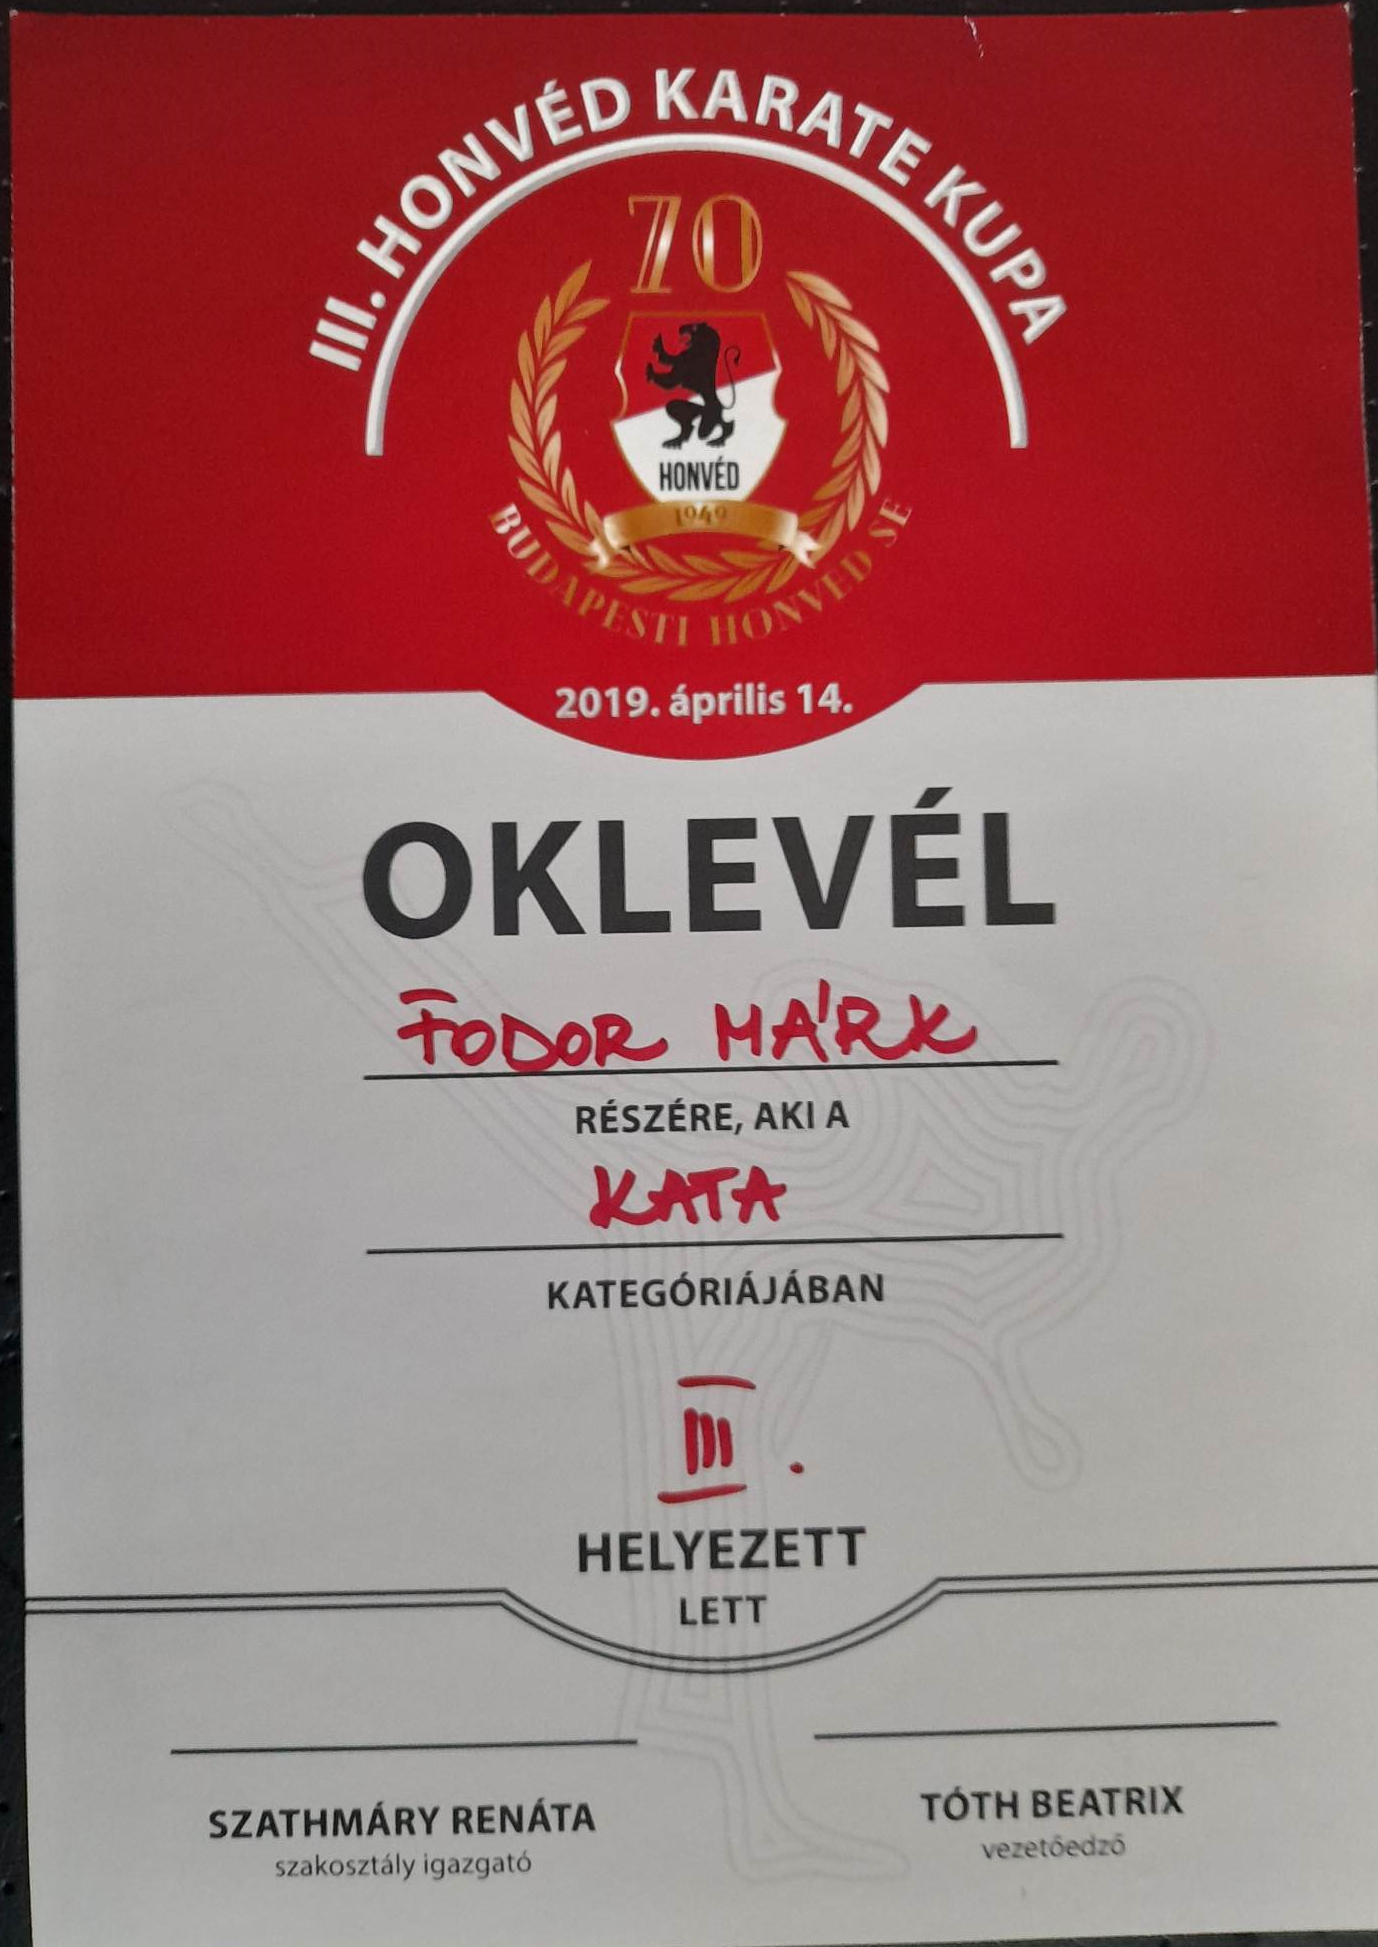 III. HONVÉD KARATE KUPA
70
HONVÉD
1949
BUDAPESTI HONVÉD SE
2019. április 14.
OKLEVÉL
FODOR MÁRK
RÉSZÉRE, AKI A
KATA
KATEGÓRIÁJÁBAN
III.
HELYEZETT
LETT
SZATHMÁRY RENÁTA
szakosztály igazgató
TÓTH BEATRIX
vezetőedző